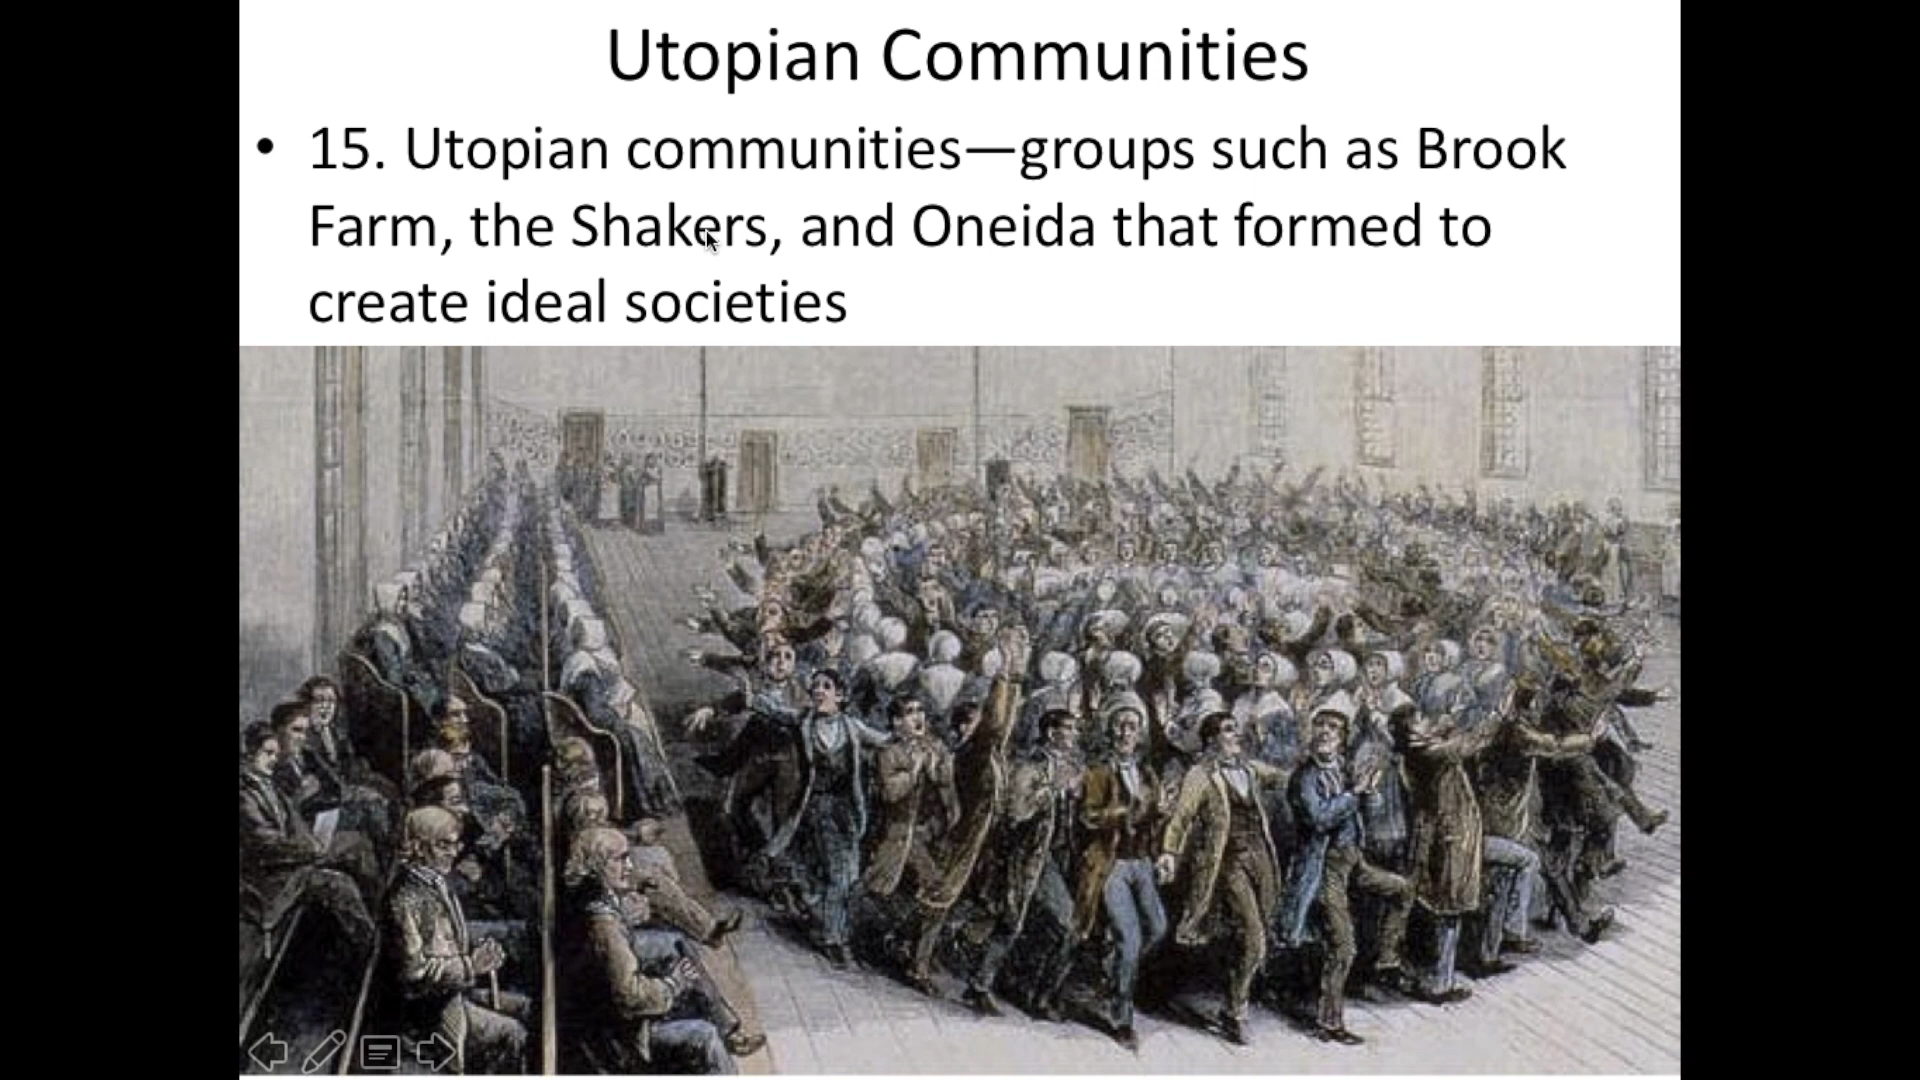 Utopian Communities
• 15. Utopian communities—groups such as Brook
Farm, the Shakers, and Oneida that formed to
create ideal societies